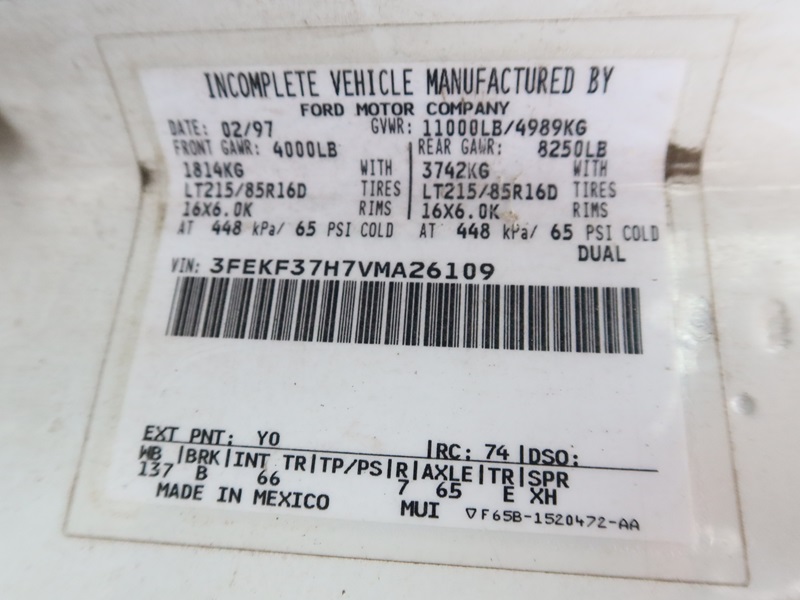 INCOMPLETE VEHICLE MANUFACTURED BY
FORD MOTOR COMPANY
DATE: 02/97 GVWR: 11000LB/4989KG
FRONT GAWR: 4000LB REAR GAWR: 8250LB
1814KG WITH 3742KG WITH
LT215/85R16D TIRES LT215/85R16D TIRES
16X6.0K RIMS 16X6.0K RIMS
AT 448 kPa/ 65 PSI COLD AT 448 kPa/ 65 PSI COLD
DUAL
VIN: 3FEKF37H7VMA26109
EXT PNT: YO RC: 74 DSO:
WB BRK INT TR TP/PS R AXLE TR SPR
137 B 66 7 65 E XH
MADE IN MEXICO MUI ▽F65B-1520472-AA